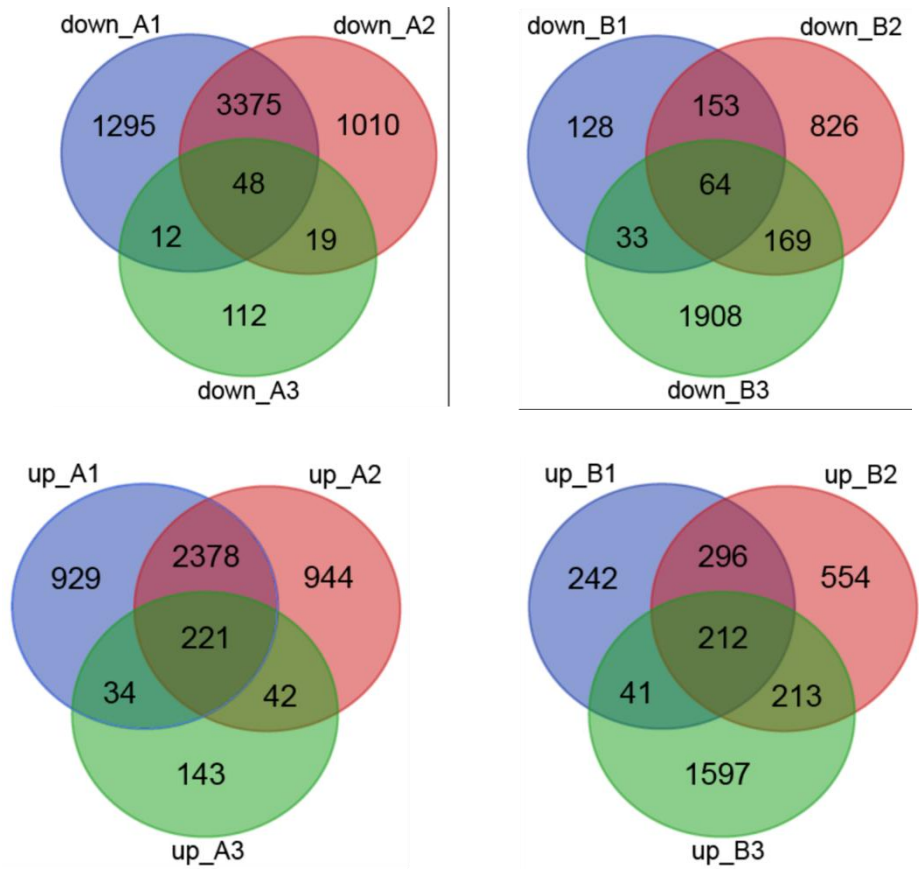 down_A1
down_A2
1295
3375
1010
48
12
19
112
down_A3
down_B1
down_B2
128
153
826
64
33
169
1908
down_B3
up_A1
up_A2
929
2378
944
221
34
42
143
up_A3
up_B1
up_B2
242
296
554
212
41
213
1597
up_B3